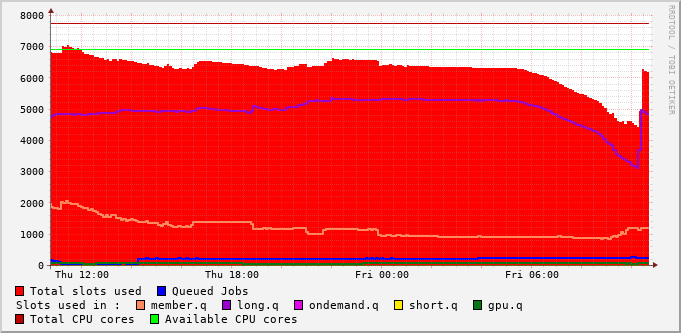 8000
7000
6000
5000
4000
3000
2000
1000
0
Thu 12:00 Thu 18:00 Fri 00:00 Fri 06:00
RRDTOOL / TOBI OETIKER
Total slots used Queued Jobs
Slots used in : member.q long.q ondemand.q short.q gpu.q
Total CPU cores Available CPU cores